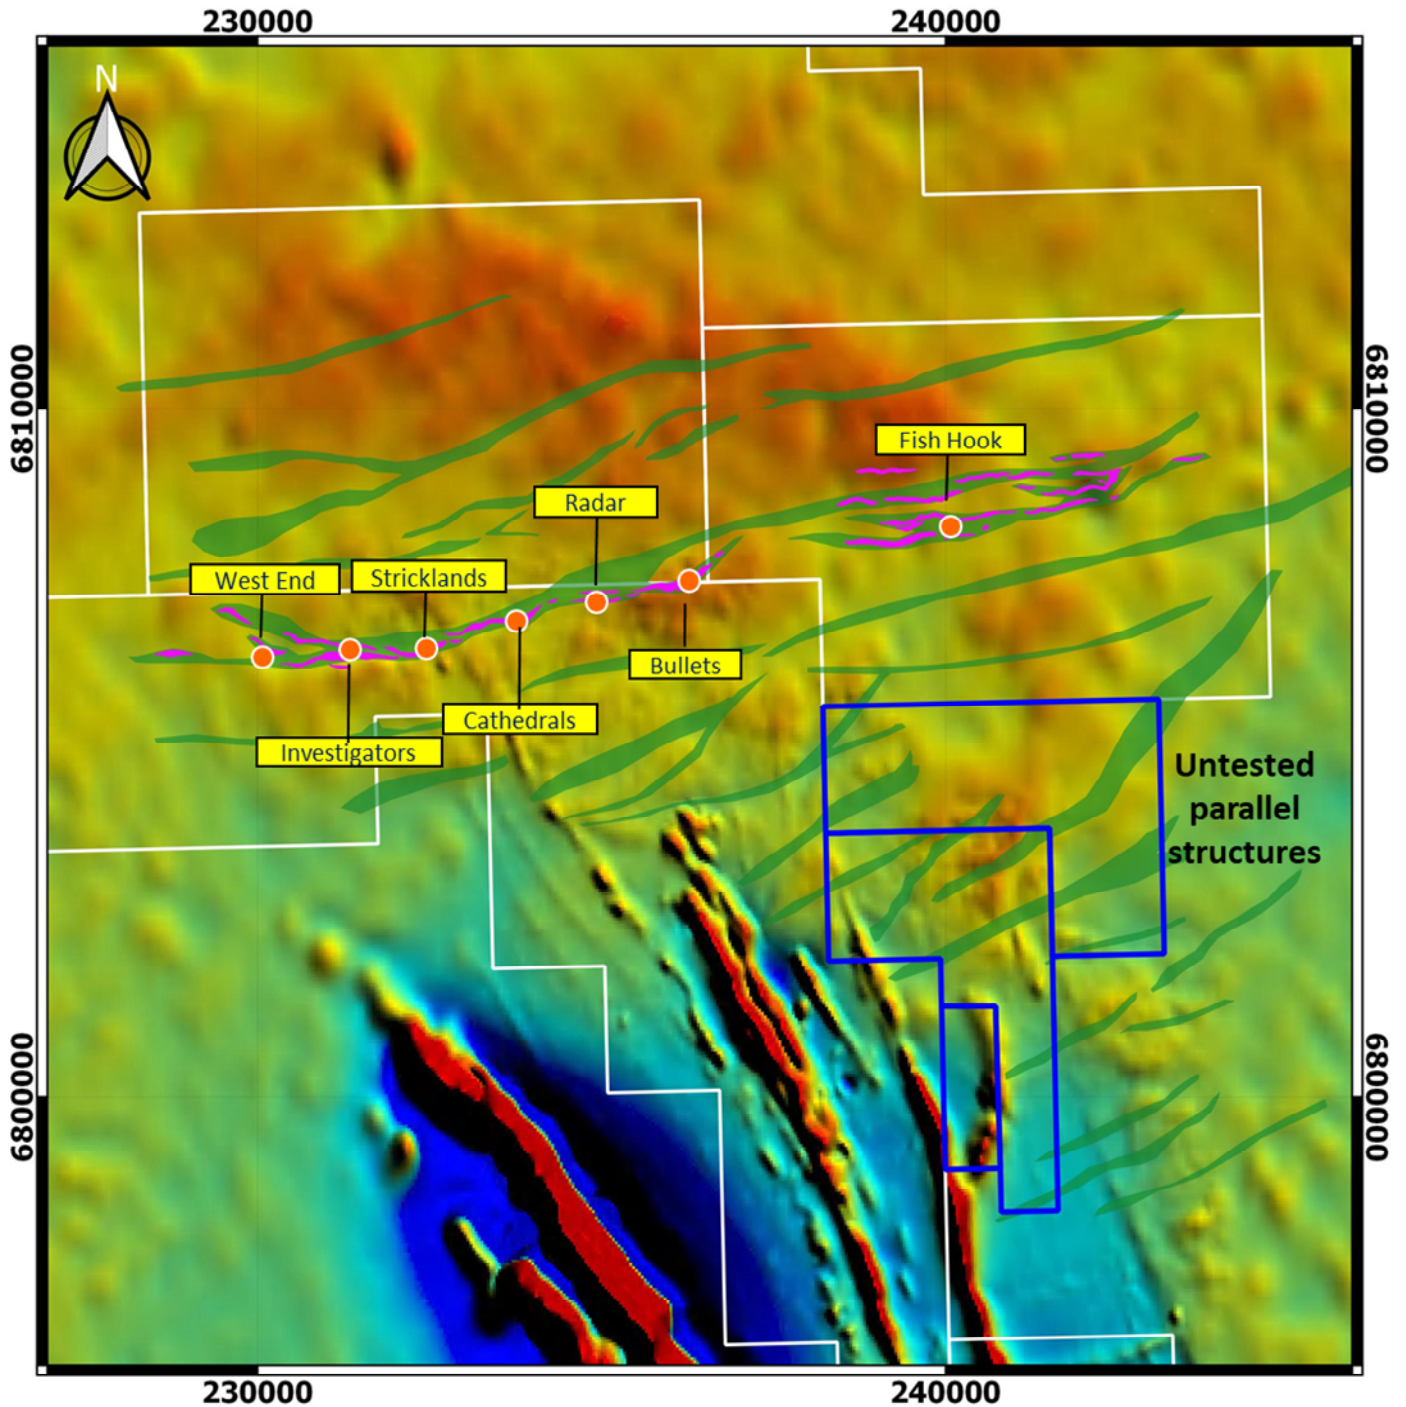 230000
240000
N
6810000
6810000
Fish Hook
Radar
West End
Stricklands
Bullets
Cathedrals
Investigators
Untested
parallel
structures
6800000
6800000
230000
240000